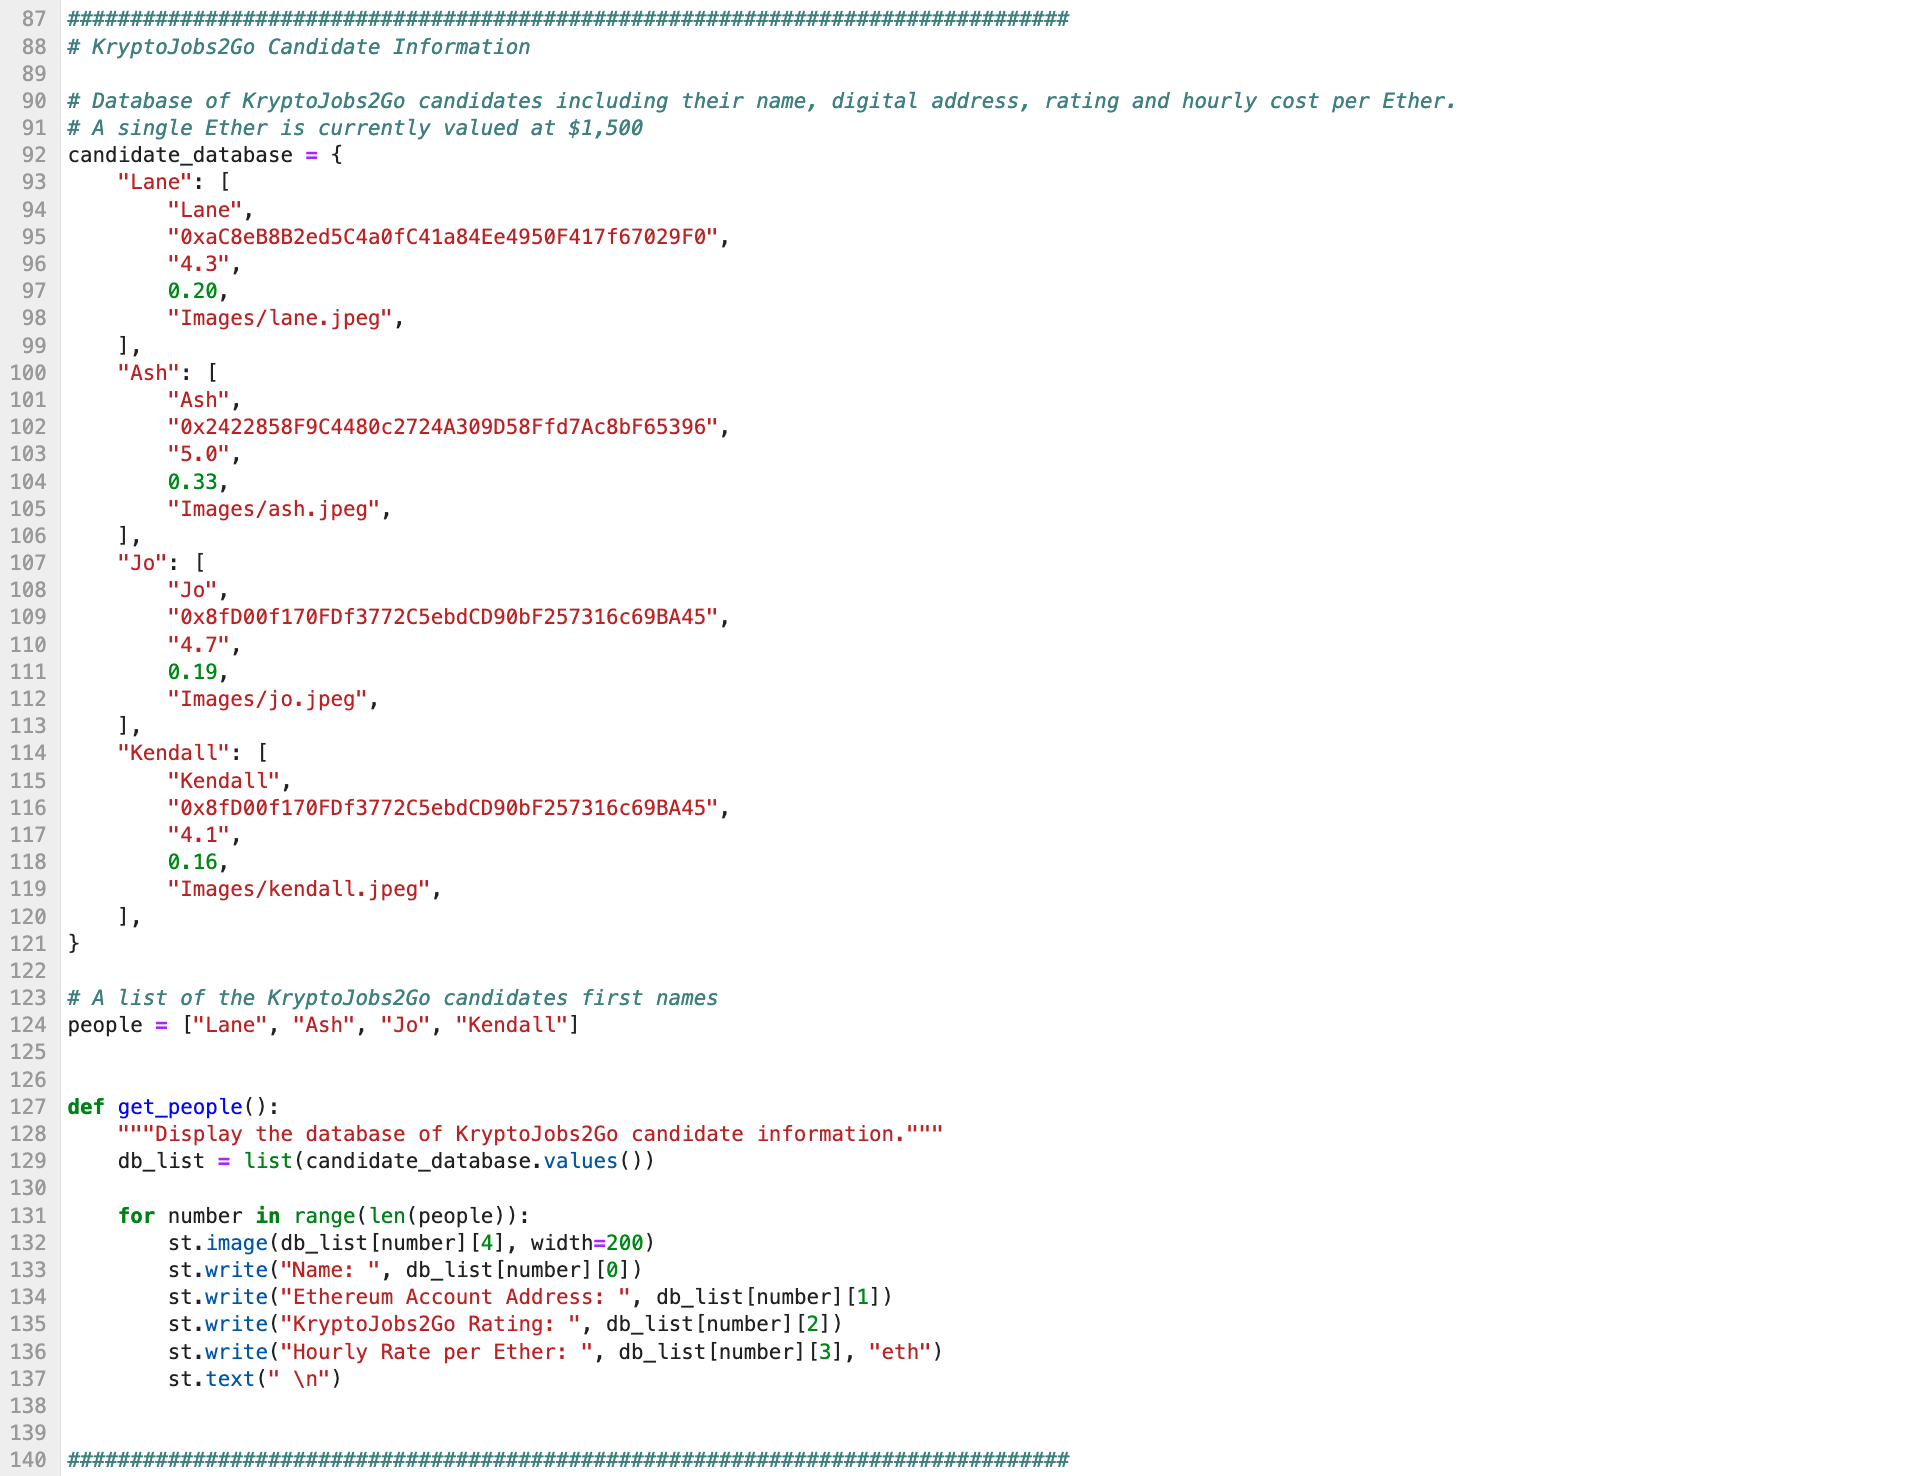 87 ################################################################################
88 # KryptoJobs2Go Candidate Information
89
90 # Database of KryptoJobs2Go candidates including their name, digital address, rating and hourly cost per Ether.
91 # A single Ether is currently valued at $1,500
92 candidate_database = {
93     "Lane": [
94         "Lane",
95         "0xaC8eB8B2ed5C4a0fC41a84Ee4950F417f67029F0",
96         "4.3",
97         0.20,
98         "Images/lane.jpeg",
99     ],
100     "Ash": [
101         "Ash",
102         "0x2422858F9C4480c2724A309D58Ffd7Ac8bF65396",
103         "5.0",
104         0.33,
105         "Images/ash.jpeg",
106     ],
107     "Jo": [
108         "Jo",
109         "0x8fD00f170FDf3772C5ebdCD90bF257316c69BA45",
110         "4.7",
111         0.19,
112         "Images/jo.jpeg",
113     ],
114     "Kendall": [
115         "Kendall",
116         "0x8fD00f170FDf3772C5ebdCD90bF257316c69BA45",
117         "4.1",
118         0.16,
119         "Images/kendall.jpeg",
120     ],
121 }
122
123 # A list of the KryptoJobs2Go candidates first names
124 people = ["Lane", "Ash", "Jo", "Kendall"]
125
126
127 def get_people():
128     """Display the database of KryptoJobs2Go candidate information."""
129     db_list = list(candidate_database.values())
130
131     for number in range(len(people)):
132         st.image(db_list[number][4], width=200)
133         st.write("Name: ", db_list[number][0])
134         st.write("Ethereum Account Address: ", db_list[number][1])
135         st.write("KryptoJobs2Go Rating: ", db_list[number][2])
136         st.write("Hourly Rate per Ether: ", db_list[number][3], "eth")
137         st.text(" \n")
138
139
140 ################################################################################